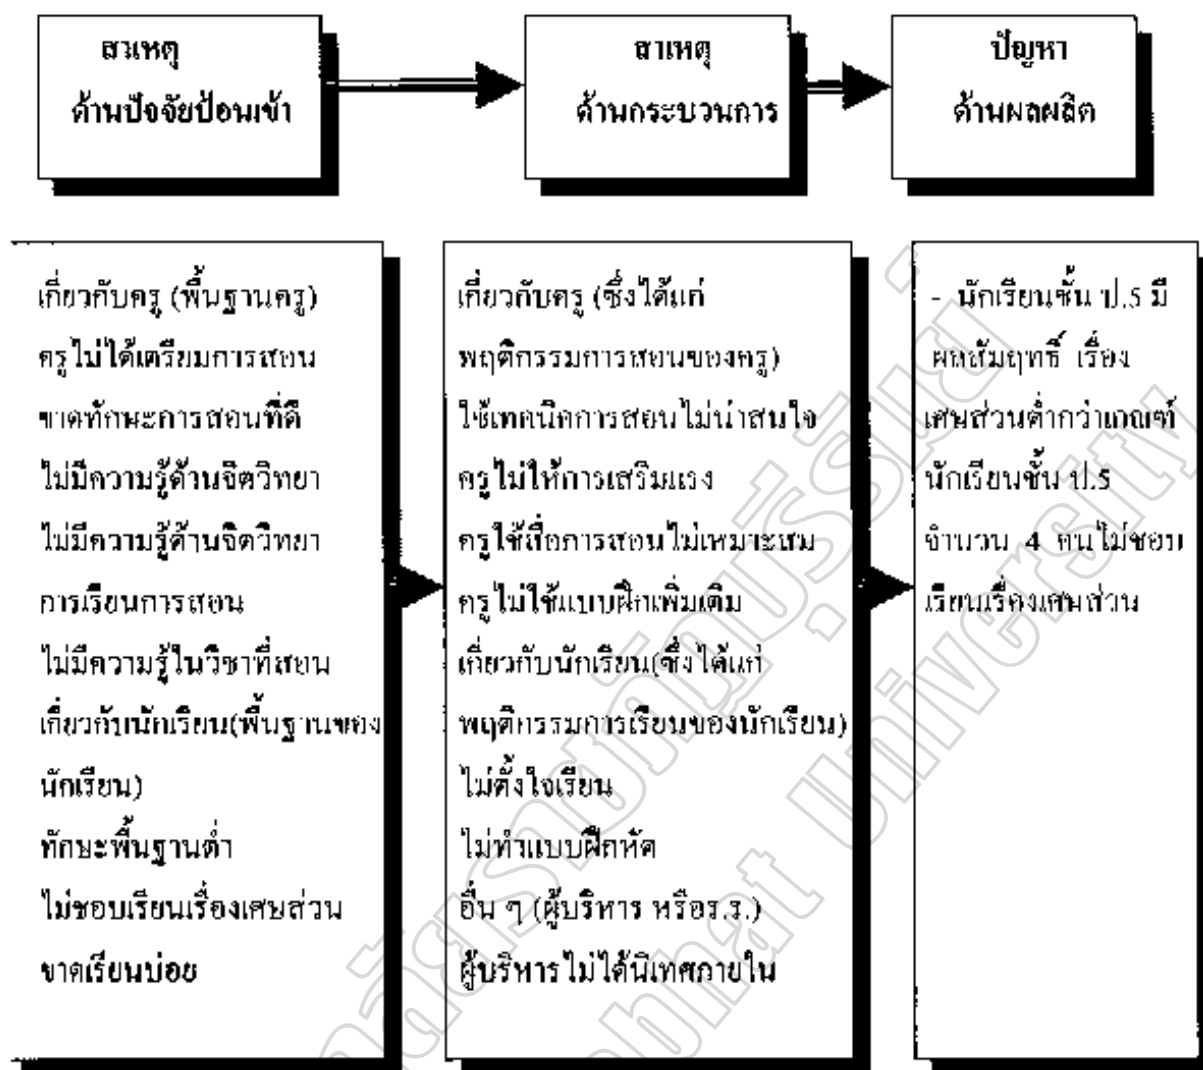 สาเหตุ
ด้านปัจจัยป้อนเข้า
สาเหตุ
ด้านกระบวนการ
ปัญหา
ด้านผลผลิต
เกี่ยวกับครู (พื้นฐานครู)
ครูไม่ได้เตรียมการสอน
ขาดทักษะการสอนที่ดี
ไม่มีความรู้ด้านจิตวิทยา
ไม่มีความรู้ด้านจิตวิทยา
การเรียนการสอน
ไม่มีความรู้ในวิชาที่สอน
เกี่ยวกับนักเรียน(พื้นฐานของ
นักเรียน)
ทักษะพื้นฐานต่ำ
ไม่ชอบเรียนเรื่องเศษส่วน
ขาดเรียนบ่อย
เกี่ยวกับครู (ซึ่งได้แก่
พฤติกรรมการสอนของครู)
ใช้เทคนิคการสอนไม่น่าสนใจ
ครูไม่ให้การเสริมแรง
ครูใช้สื่อการสอนไม่เหมาะสม
ครูไม่ใช้แบบฝึกเพิ่มเติม
เกี่ยวกับนักเรียน(ซึ่งได้แก่
พฤติกรรมการเรียนของนักเรียน)
ไม่ตั้งใจเรียน
ไม่ทำแบบฝึกหัด
อื่น ๆ (ผู้บริหาร หรือร.ร.)
ผู้บริหารไม่ได้นิเทศภายใน
- นักเรียนชั้น ป.5 มี
ผลสัมฤทธิ์ เรื่อง
เศษส่วนต่ำกว่าเกณฑ์
นักเรียนชั้น ป.5
จำนวน 4 คนไม่ชอบ
เรียนเรื่องเศษส่วน
University